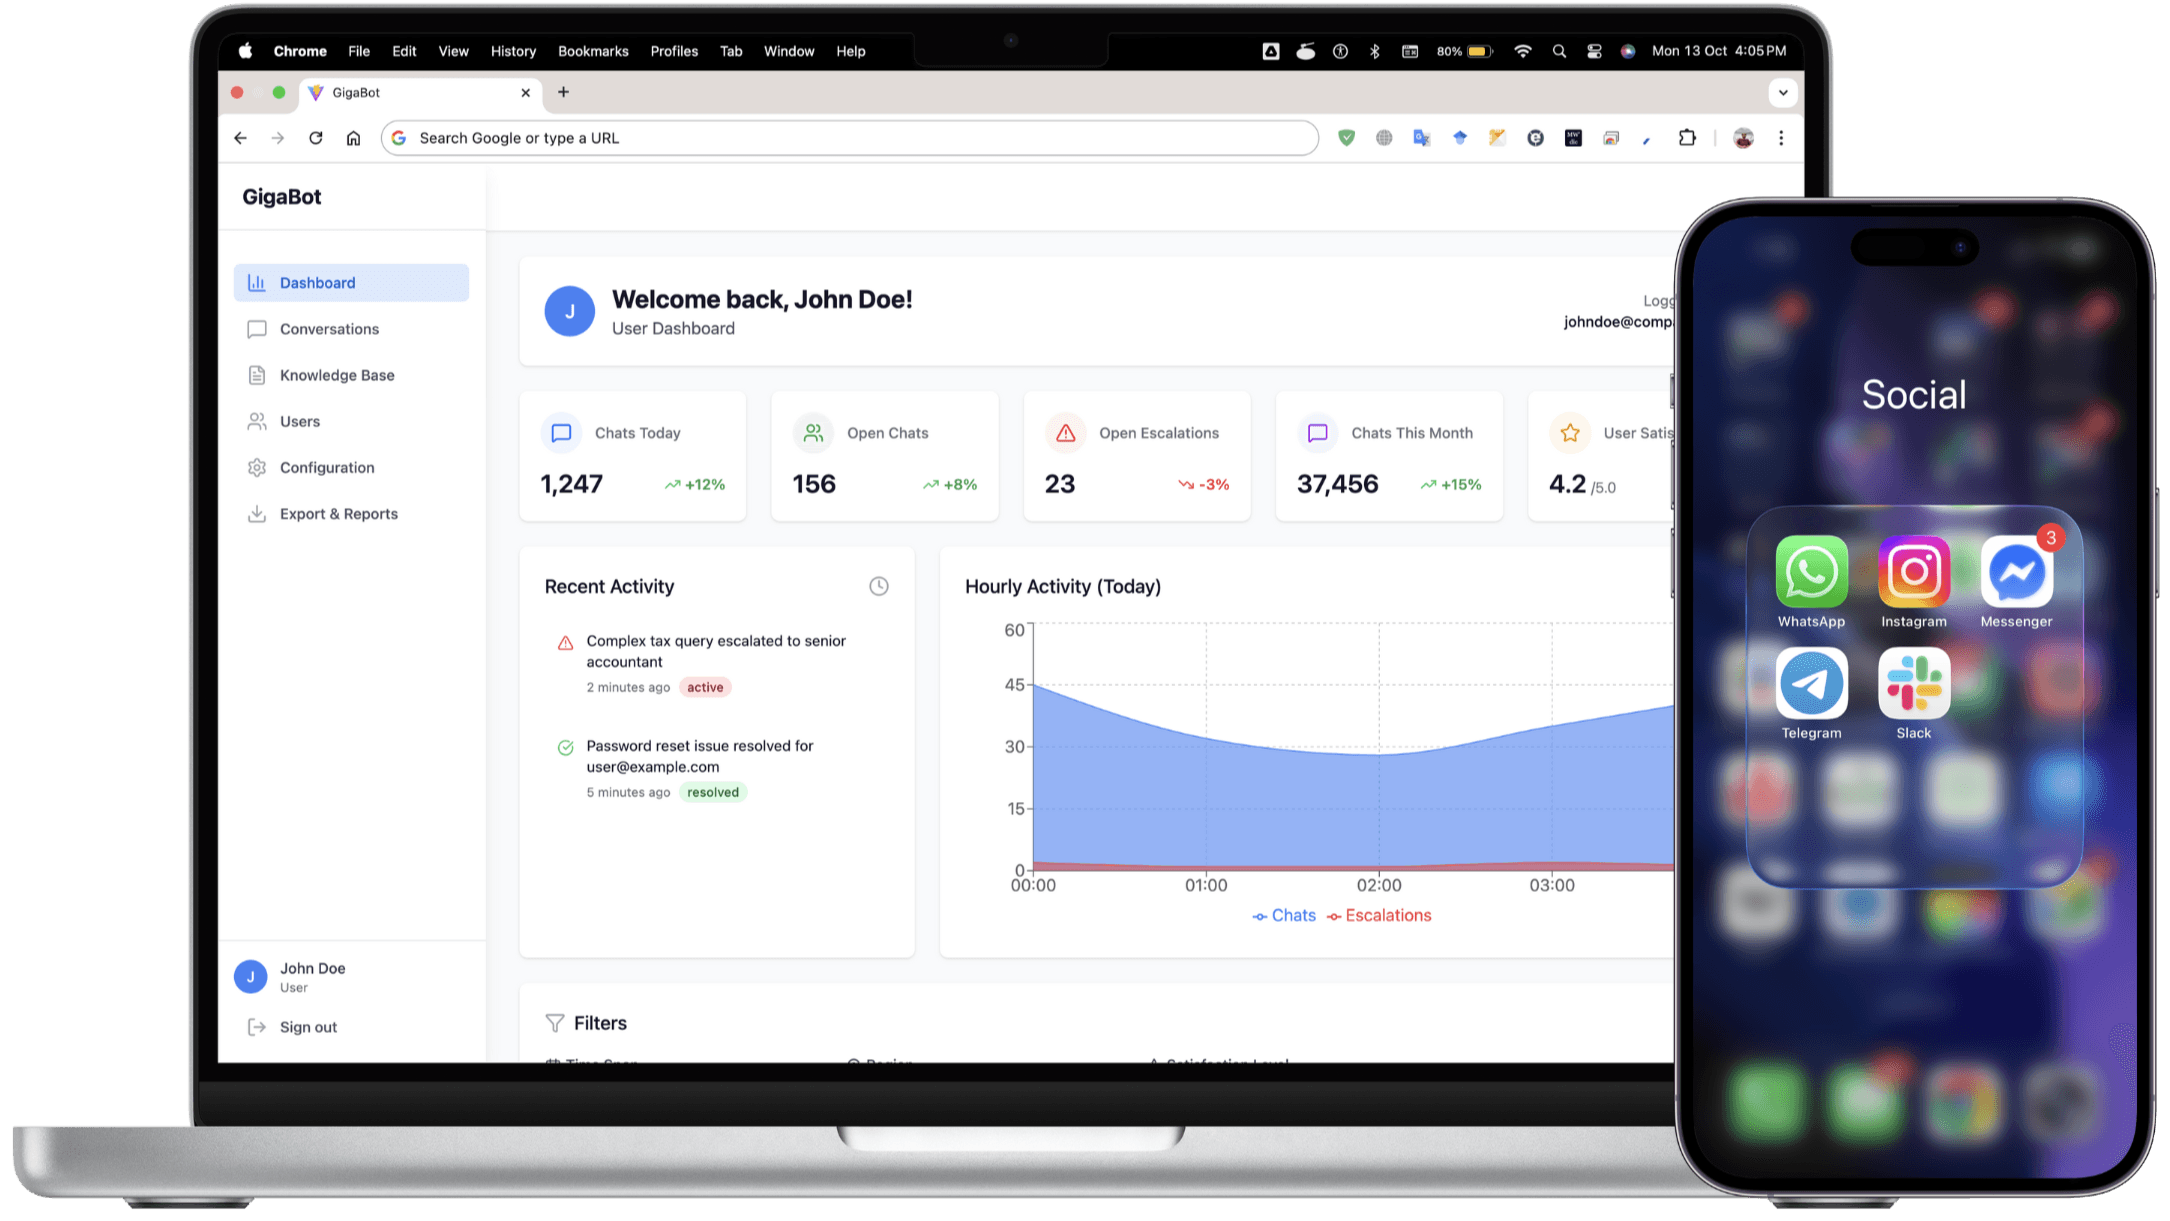 Chrome File Edit View History Bookmarks Profiles Tab Window Help
80%
Mon 13 Oct 4:05 PM
GigaBot
Search Google or type a URL
GigaBot
Dashboard
Conversations
Knowledge Base
Users
Configuration
Export & Reports
John Doe
User
Sign out
J
J
Welcome back, John Doe!
User Dashboard
Logg
johndoe@comp
Chats Today
1,247
+12%
Open Chats
156
+8%
Open Escalations
23
-3%
Chats This Month
37,456
+15%
User Satis
4.2 /5.0
Recent Activity
Complex tax query escalated to senior
accountant
2 minutes ago active
Password reset issue resolved for
user@example.com
5 minutes ago resolved
Hourly Activity (Today)
60
45
30
15
0
00:00 01:00 02:00 03:00
Chats Escalations
Filters
Social
3
WhatsApp Instagram Messenger
Telegram Slack